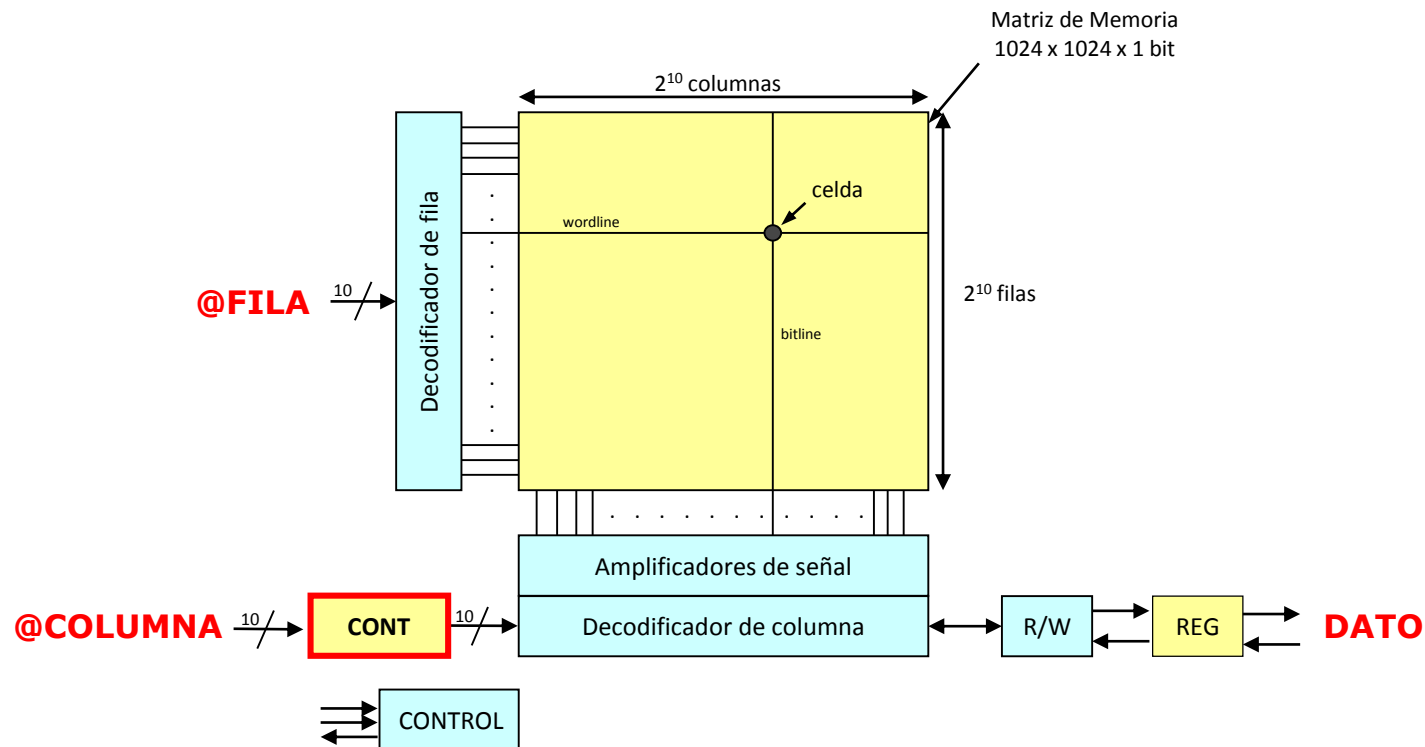 Matriz de Memoria
1024 x 1024 x 1 bit
2¹⁰ columnas
Decodificador de fila
celda
wordline
@FILA
10
2¹⁰ filas
bitline
Amplificadores de señal
@COLUMNA
10
CONT
10
Decodificador de columna
R/W
REG
DATO
CONTROL